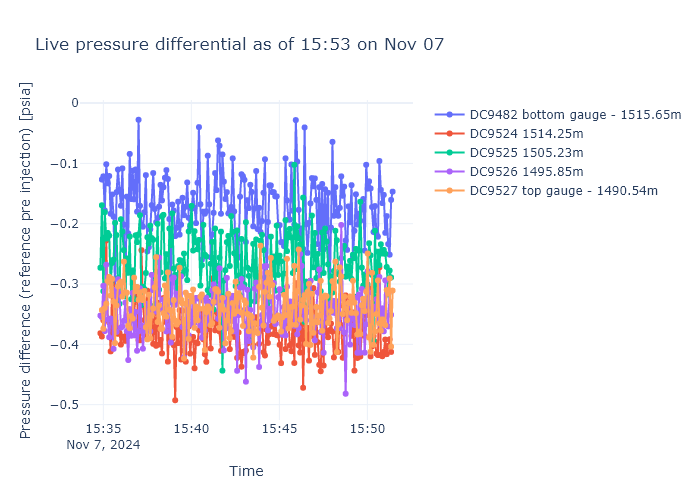 Live pressure differential as of 15:53 on Nov 07
Pressure difference (reference pre injection) [psia]
0
−0.1
−0.2
−0.3
−0.4
−0.5
15:35
Nov 7, 2024
15:40
15:45
15:50
Time
DC9482 bottom gauge - 1515.65m
DC9524 1514.25m
DC9525 1505.23m
DC9526 1495.85m
DC9527 top gauge - 1490.54m